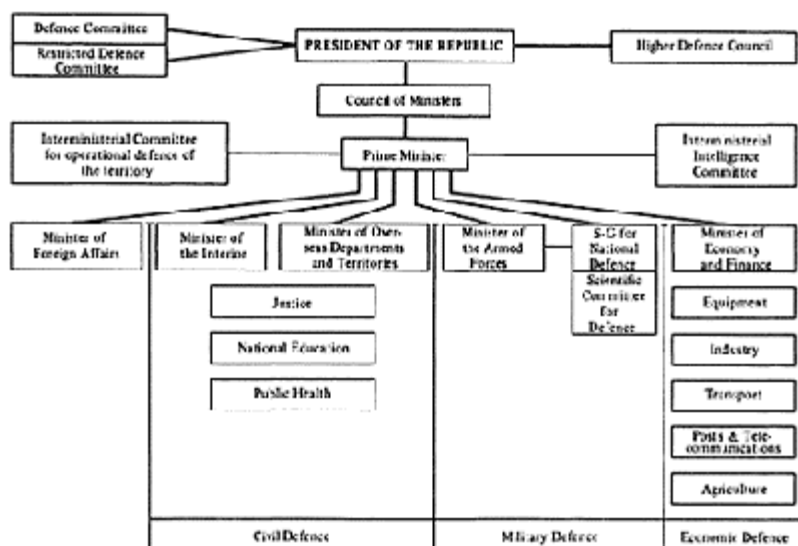 Defence Committee
Restricted Defence
Committee
PRESIDENT OF THE REPUBLIC
Higher Defence Council
Council of Ministers
Interministerial Committee
for operational defence of
the territory
Prime Minister
Interministerial
Intelligence
Committee
Minister of
Foreign Affairs
Minister of
the Interior
Minister of Over-
seas Departments
and Territories
Minister of
the Armed
Forces
S-G for
National
Defence
Scientific
Committee
for
Defence
Minister of
Economy
and Finance
Justice
National Education
Public Health
Equipment
Industry
Transport
Posts & Tele-
communications
Agriculture
Civil Defence
Military Defence
Economic Defence